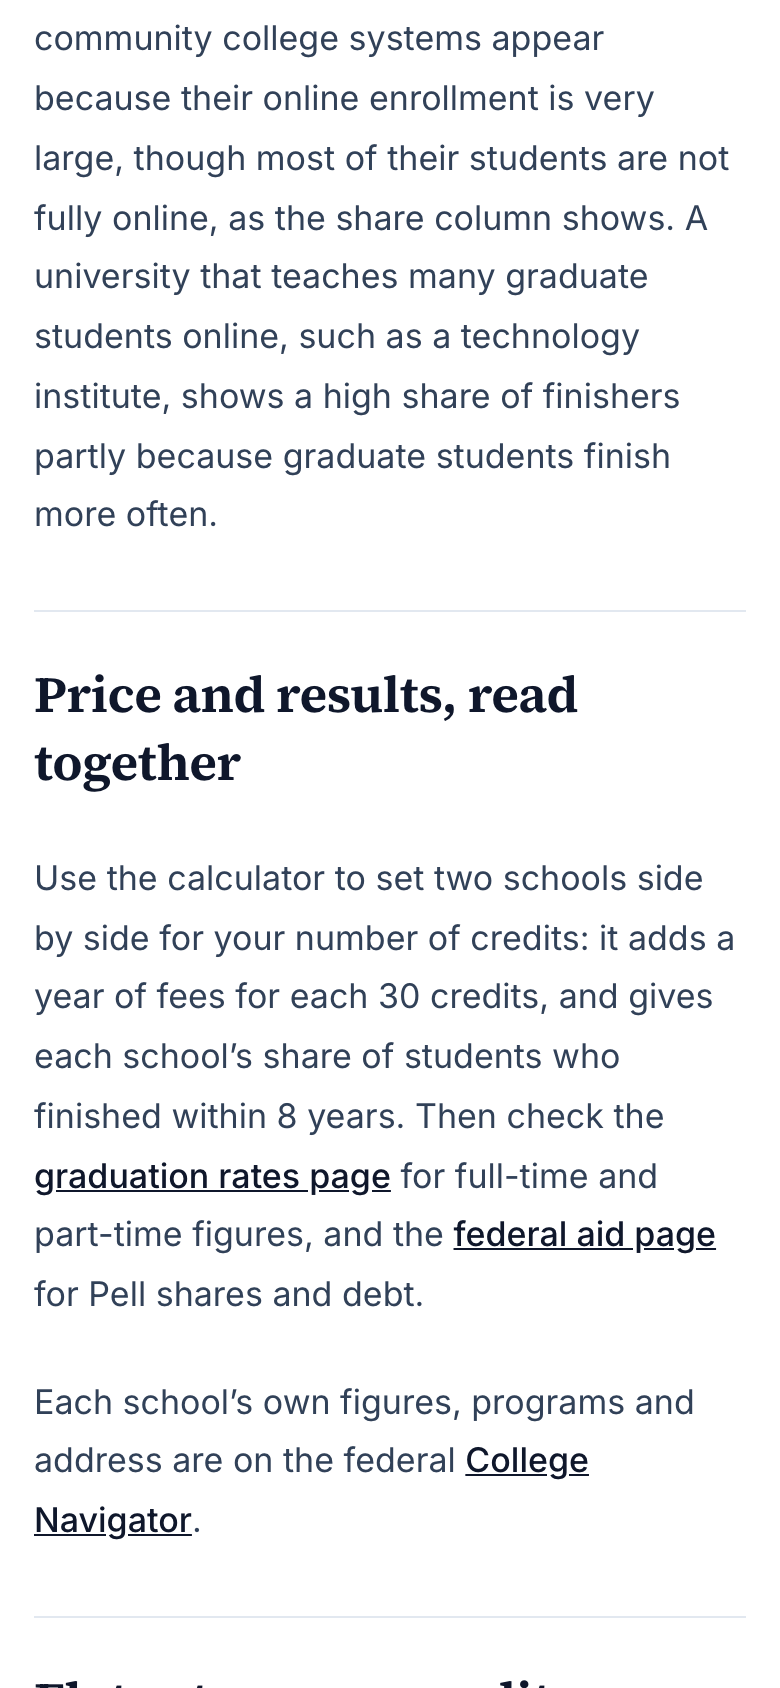 community college systems appear
because their online enrollment is very
large, though most of their students are not
fully online, as the share column shows. A
university that teaches many graduate
students online, such as a technology
institute, shows a high share of finishers
partly because graduate students finish
more often.
Price and results, read
together
Use the calculator to set two schools side
by side for your number of credits: it adds a
year of fees for each 30 credits, and gives
each school’s share of students who
finished within 8 years. Then check the
graduation rates page for full-time and
part-time figures, and the federal aid page
for Pell shares and debt.
Each school’s own figures, programs and
address are on the federal College
Navigator.